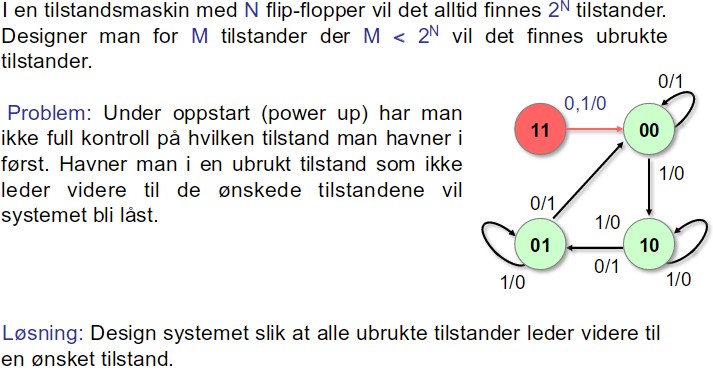 I en tilstandsmaskin med N flip-flopper vil det alltid finnes 2ᴺ tilstander.
Designer man for M tilstander der M < 2ᴺ vil det finnes ubrukte
tilstander.
Problem: Under oppstart (power up) har man
ikke full kontroll på hvilken tilstand man havner i
først. Havner man i en ubrukt tilstand som ikke
leder videre til de ønskede tilstandene vil
systemet bli låst.
0/1
0,1/0
11
00
1/0
0/1
1/0
01
10
0/1
1/0
1/0
Løsning: Design systemet slik at alle ubrukte tilstander leder videre til
en ønsket tilstand.